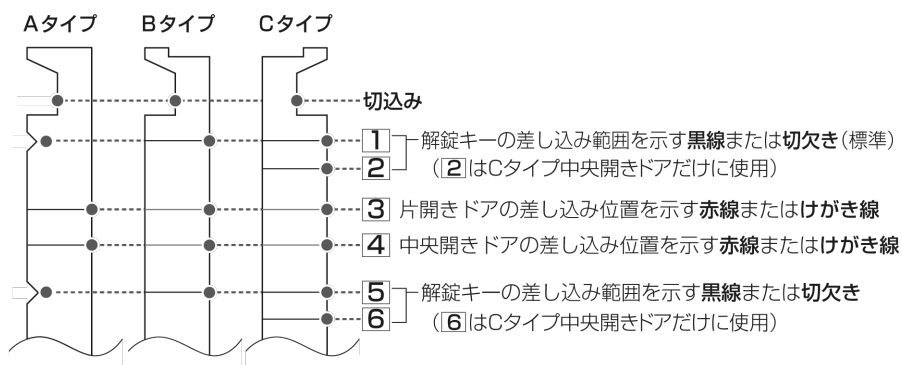 Aタイプ Bタイプ Cタイプ
切込み
1 解錠キーの差し込み範囲を示す黒線または切欠き(標準)
2 (2はCタイプ中央開きドアだけに使用)
3 片開きドアの差し込み位置を示す赤線またはけがき線
4 中央開きドアの差し込み位置を示す赤線またはけがき線
5 解錠キーの差し込み範囲を示す黒線または切欠き
6 (6はCタイプ中央開きドアだけに使用)